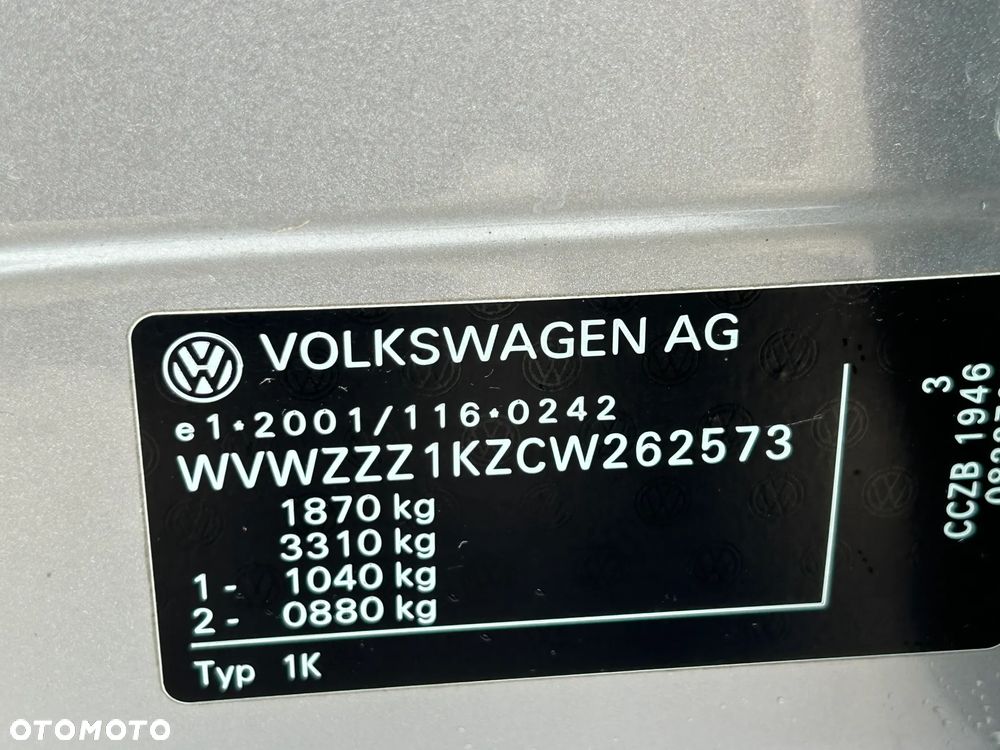 VOLKSWAGEN AG
e1*2001/116*0242
WVWZZZ1KZCW262573
1870 kg
3310 kg
1 - 1040 kg
2 - 0880 kg
Typ 1K
3
CCZB 1946
OTOMOTO